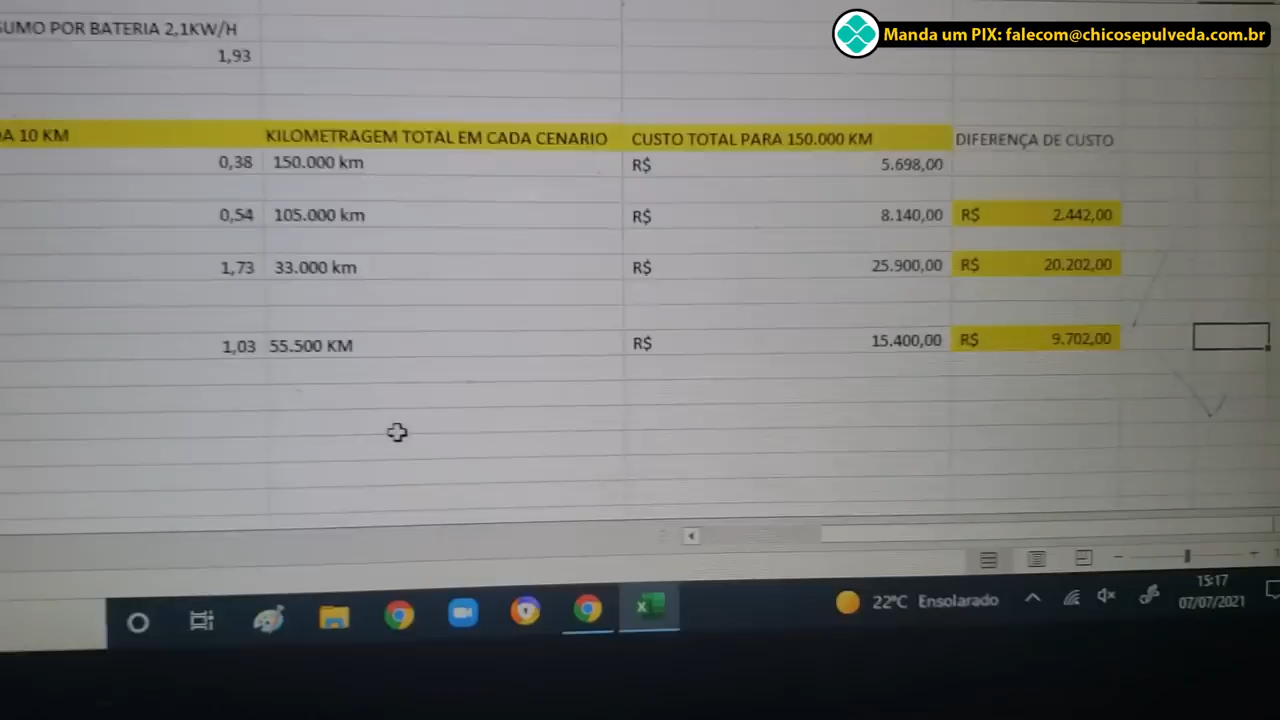 SUMO POR BATERIA 2,1KW/H
Manda um PIX: falecom@chicosepulveda.com.br
1,93
DA 10 KM KILOMETRAGEM TOTAL EM CADA CENARIO CUSTO TOTAL PARA 150.000 KM DIFERENÇA DE CUSTO
0,38 150.000 km R$ 5.698,00
0,54 105.000 km R$ 8.140,00 R$ 2.442,00
1,73 33.000 km R$ 25.900,00 R$ 20.202,00
1,03 55.500 KM R$ 15.400,00 R$ 9.702,00
22°C Ensolarado
15:17
07/07/2021